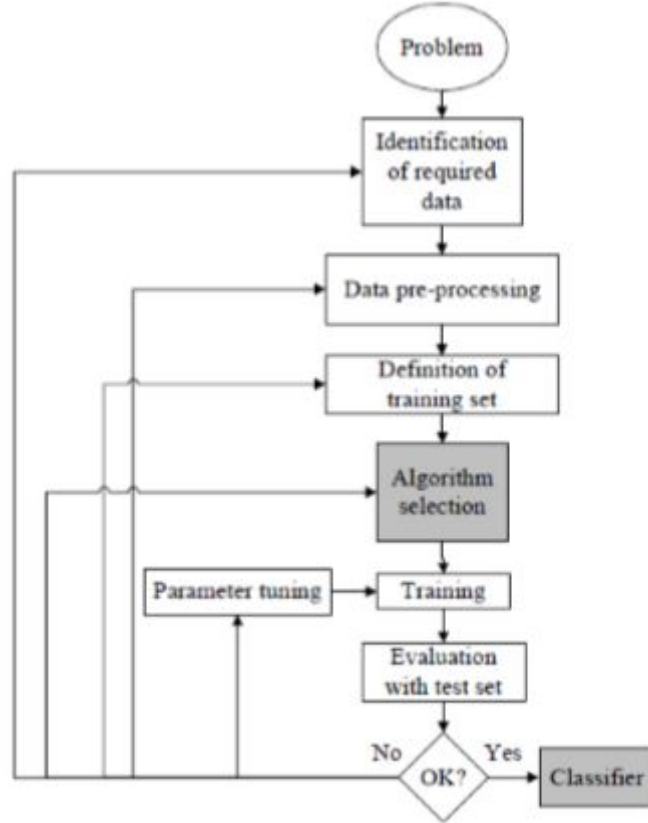 Problem
Identification
of required
data
Data pre-processing
Definition of
training set
Algorithm
selection
Parameter tuning
Training
Evaluation
with test set
No
Yes
OK?
Classifier